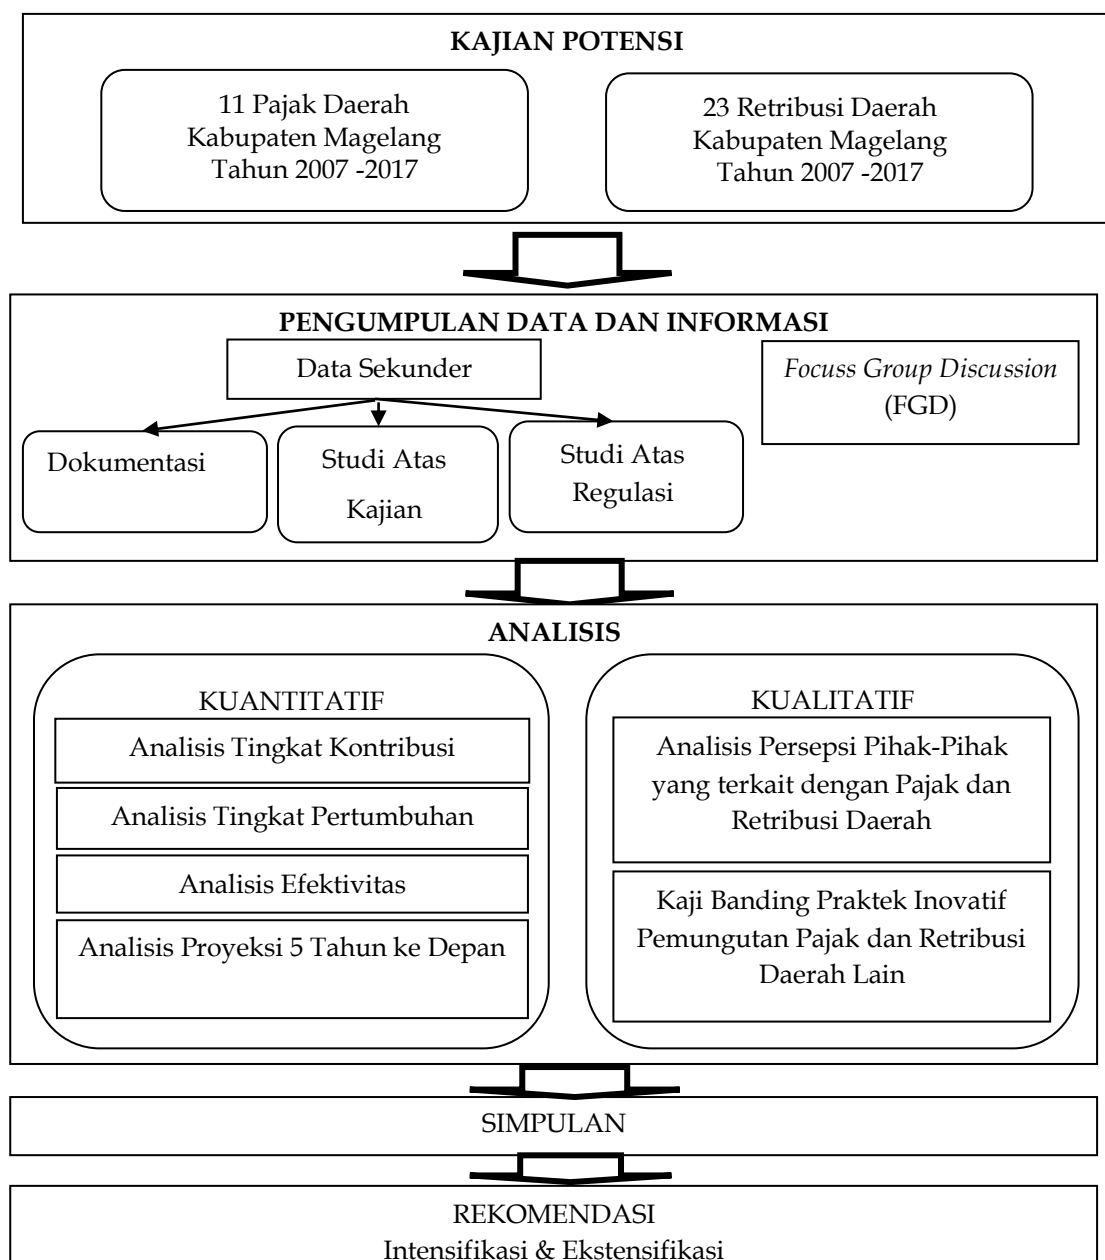 KAJIAN POTENSI
11 Pajak Daerah
Kabupaten Magelang
Tahun 2007 -2017
23 Retribusi Daerah
Kabupaten Magelang
Tahun 2007 -2017
PENGUMPULAN DATA DAN INFORMASI
Data Sekunder
Focuss Group Discussion
(FGD)
Dokumentasi
Studi Atas
Kajian
Studi Atas
Regulasi
ANALISIS
KUANTITATIF
Analisis Tingkat Kontribusi
Analisis Tingkat Pertumbuhan
Analisis Efektivitas
Analisis Proyeksi 5 Tahun ke Depan
KUALITATIF
Analisis Persepsi Pihak-Pihak
yang terkait dengan Pajak dan
Retribusi Daerah
Kaji Banding Praktek Inovatif
Pemungutan Pajak dan Retribusi
Daerah Lain
SIMPULAN
REKOMENDASI
Intensifikasi & Ekstensifikasi